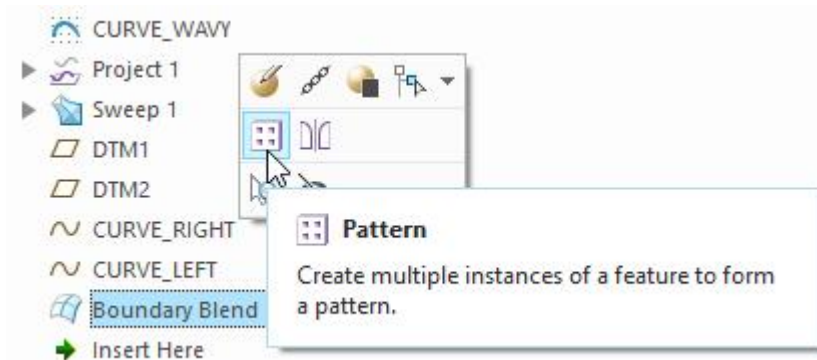 CURVE_WAVY
Project 1
Sweep 1
DTM1
DTM2
CURVE_RIGHT
CURVE_LEFT
Boundary Blend
Insert Here
Pattern
Create multiple instances of a feature to form
a pattern.